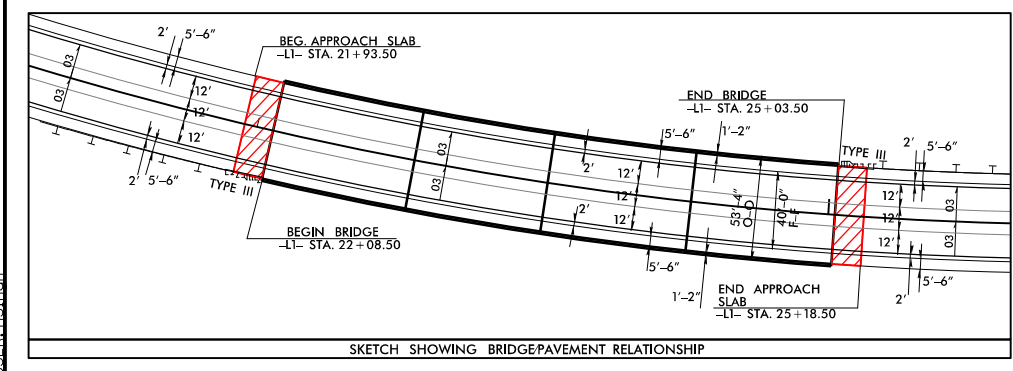 2'
5'-6"
BEG. APPROACH SLAB
-L1- STA. 21+93.50
03
03
12'
12'
12'
2'
5'-6"
TYPE III
BEGIN BRIDGE
-L1- STA. 22+08.50
03
03
2'
2'
5'-6"
1'-2"
12'
12'
12'
53'-4"
O-O
40'-0"
F-F
5'-6"
1'-2"
END BRIDGE
-L1- STA. 25+03.50
TYPE III
2'
5'-6"
12'
12'
12'
03
03
2'
5'-6"
END APPROACH
SLAB
-L1- STA. 25+18.50
SKETCH SHOWING BRIDGE/PAVEMENT RELATIONSHIP